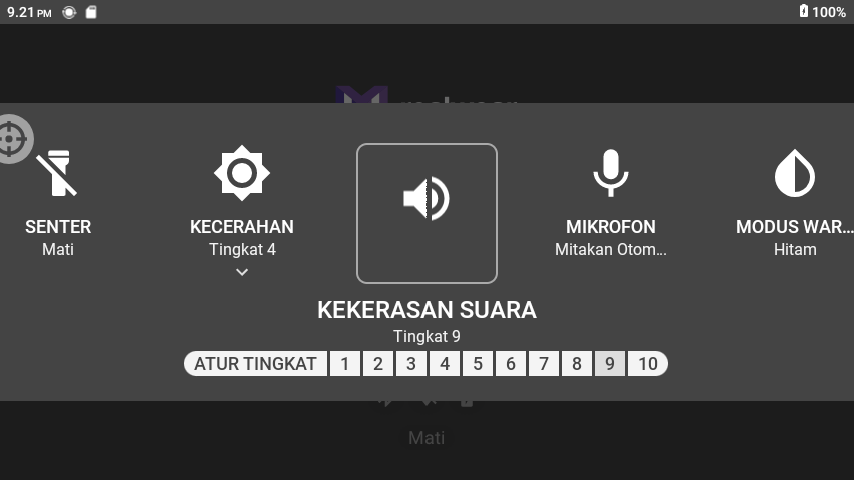 9.21 PM
100%
SENTER
Mati
KECERAHAN
Tingkat 4
MIKROFON
Mitakan Otom...
MODUS WAR...
Hitam
KEKERASAN SUARA
Tingkat 9
ATUR TINGKAT 1 2 3 4 5 6 7 8 9 10
Mati